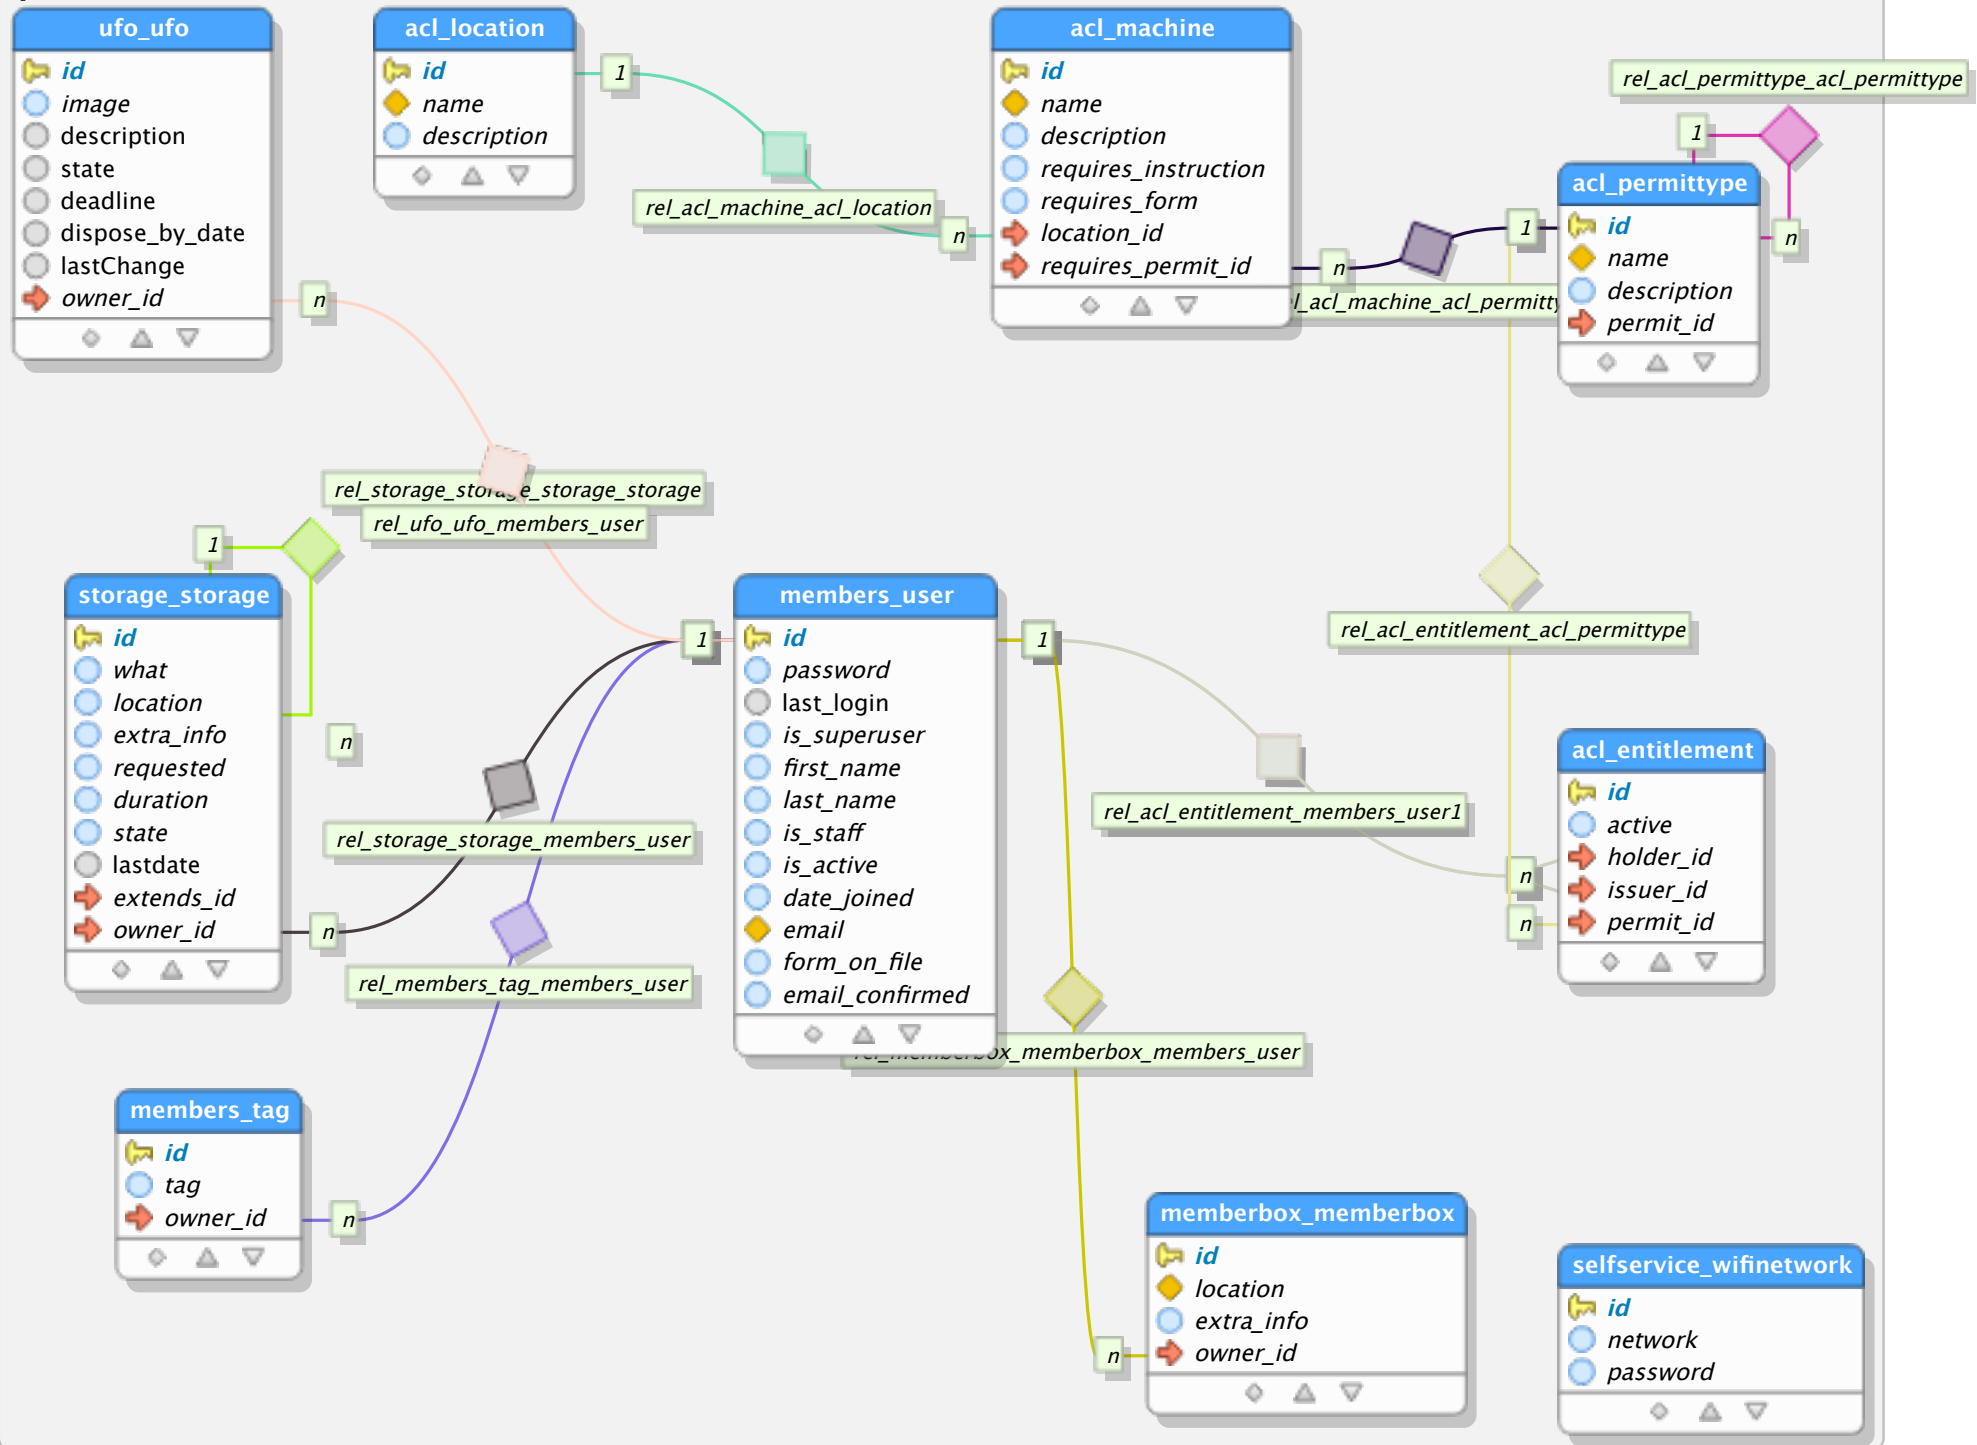 ufo_ufo
id
image
description
state
deadline
dispose_by_date
lastChange
owner_id
n
acl_location
id
name
description
1
rel_acl_machine_acl_location
n
acl_machine
id
name
description
requires_instruction
requires_form
location_id
requires_permit_id
n
1
l_acl_machine_acl_permitty
rel_acl_permittype_acl_permittype
1
n
acl_permittype
id
name
description
permit_id
rel_storage_storage_storage_storage
rel_ufo_ufo_members_user
1
storage_storage
id
what
location
extra_info
requested
duration
state
lastdate
extends_id
owner_id
n
n
1
rel_storage_storage_members_user
rel_members_tag_members_user
members_user
id
password
last_login
is_superuser
first_name
last_name
is_staff
is_active
date_joined
email
form_on_file
email_confirmed
1
rel_acl_entitlement_acl_permittype
rel_acl_entitlement_members_user1
n
n
acl_entitlement
id
active
holder_id
issuer_id
permit_id
rel_memberbox_memberbox_members_user
members_tag
id
tag
owner_id
n
memberbox_memberbox
id
location
extra_info
owner_id
n
selfservice_wifinetwork
id
network
password